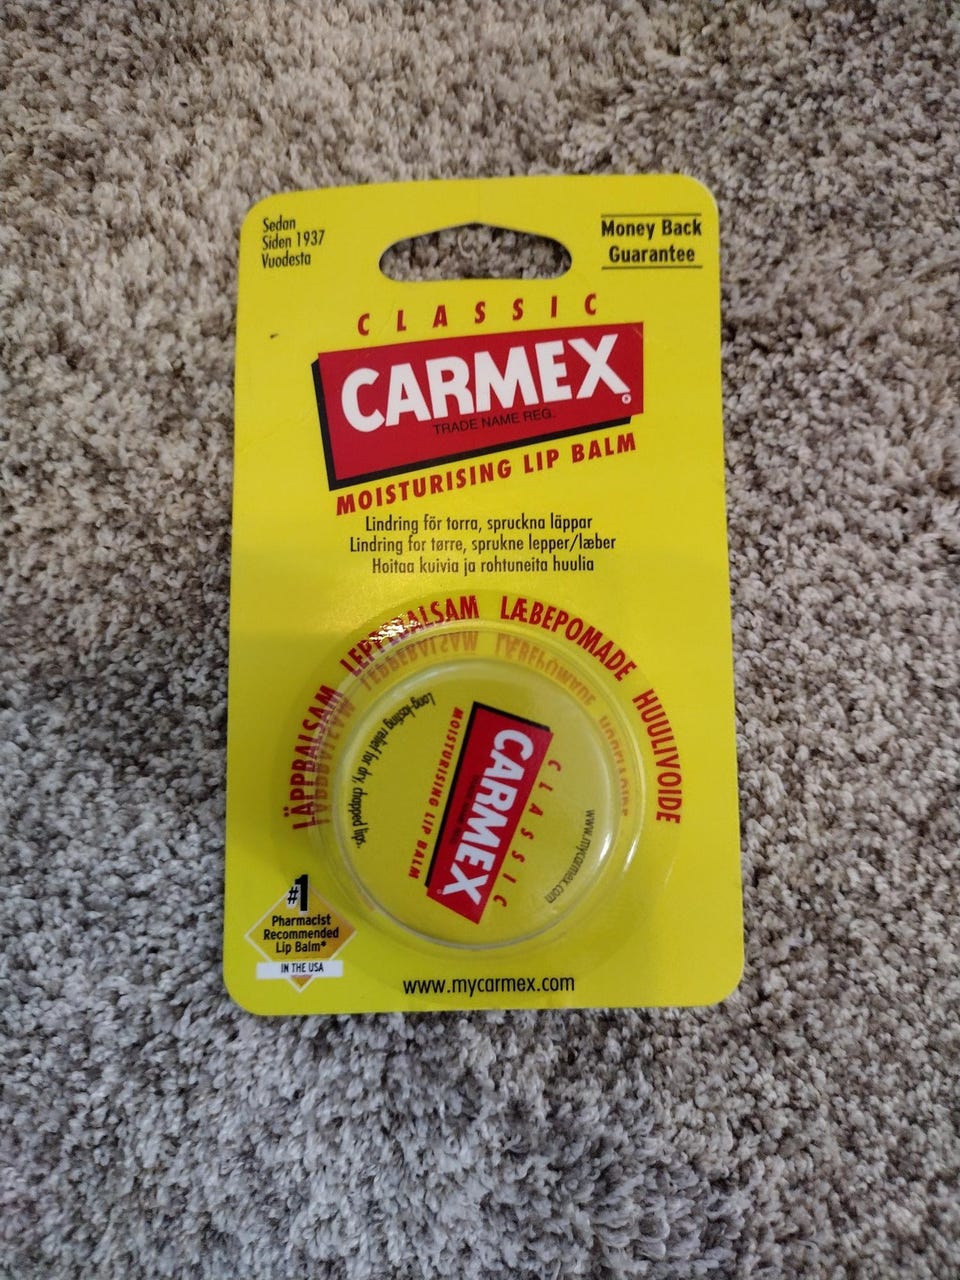 Sedan
Siden 1937
Vuodesta
Money Back
Guarantee
CLASSIC
CARMEX®
TRADE NAME REG.
MOISTURISING LIP BALM
Lindring för torra, spruckna läppar
Lindring for tørre, sprukne lepper/læber
Hoitaa kuivia ja rohtuneita huulia
LÄPPBALSAM LEPPEBALSAM LÆBEPOMADE HUULIVOIDE
www.mycarmex.com
CLASSIC
CARMEX®
MOISTURISING LIP BALM
Long-lasting relief for dry, chapped lips.
#1
Pharmacist
Recommended
Lip Balm*
IN THE USA
www.mycarmex.com